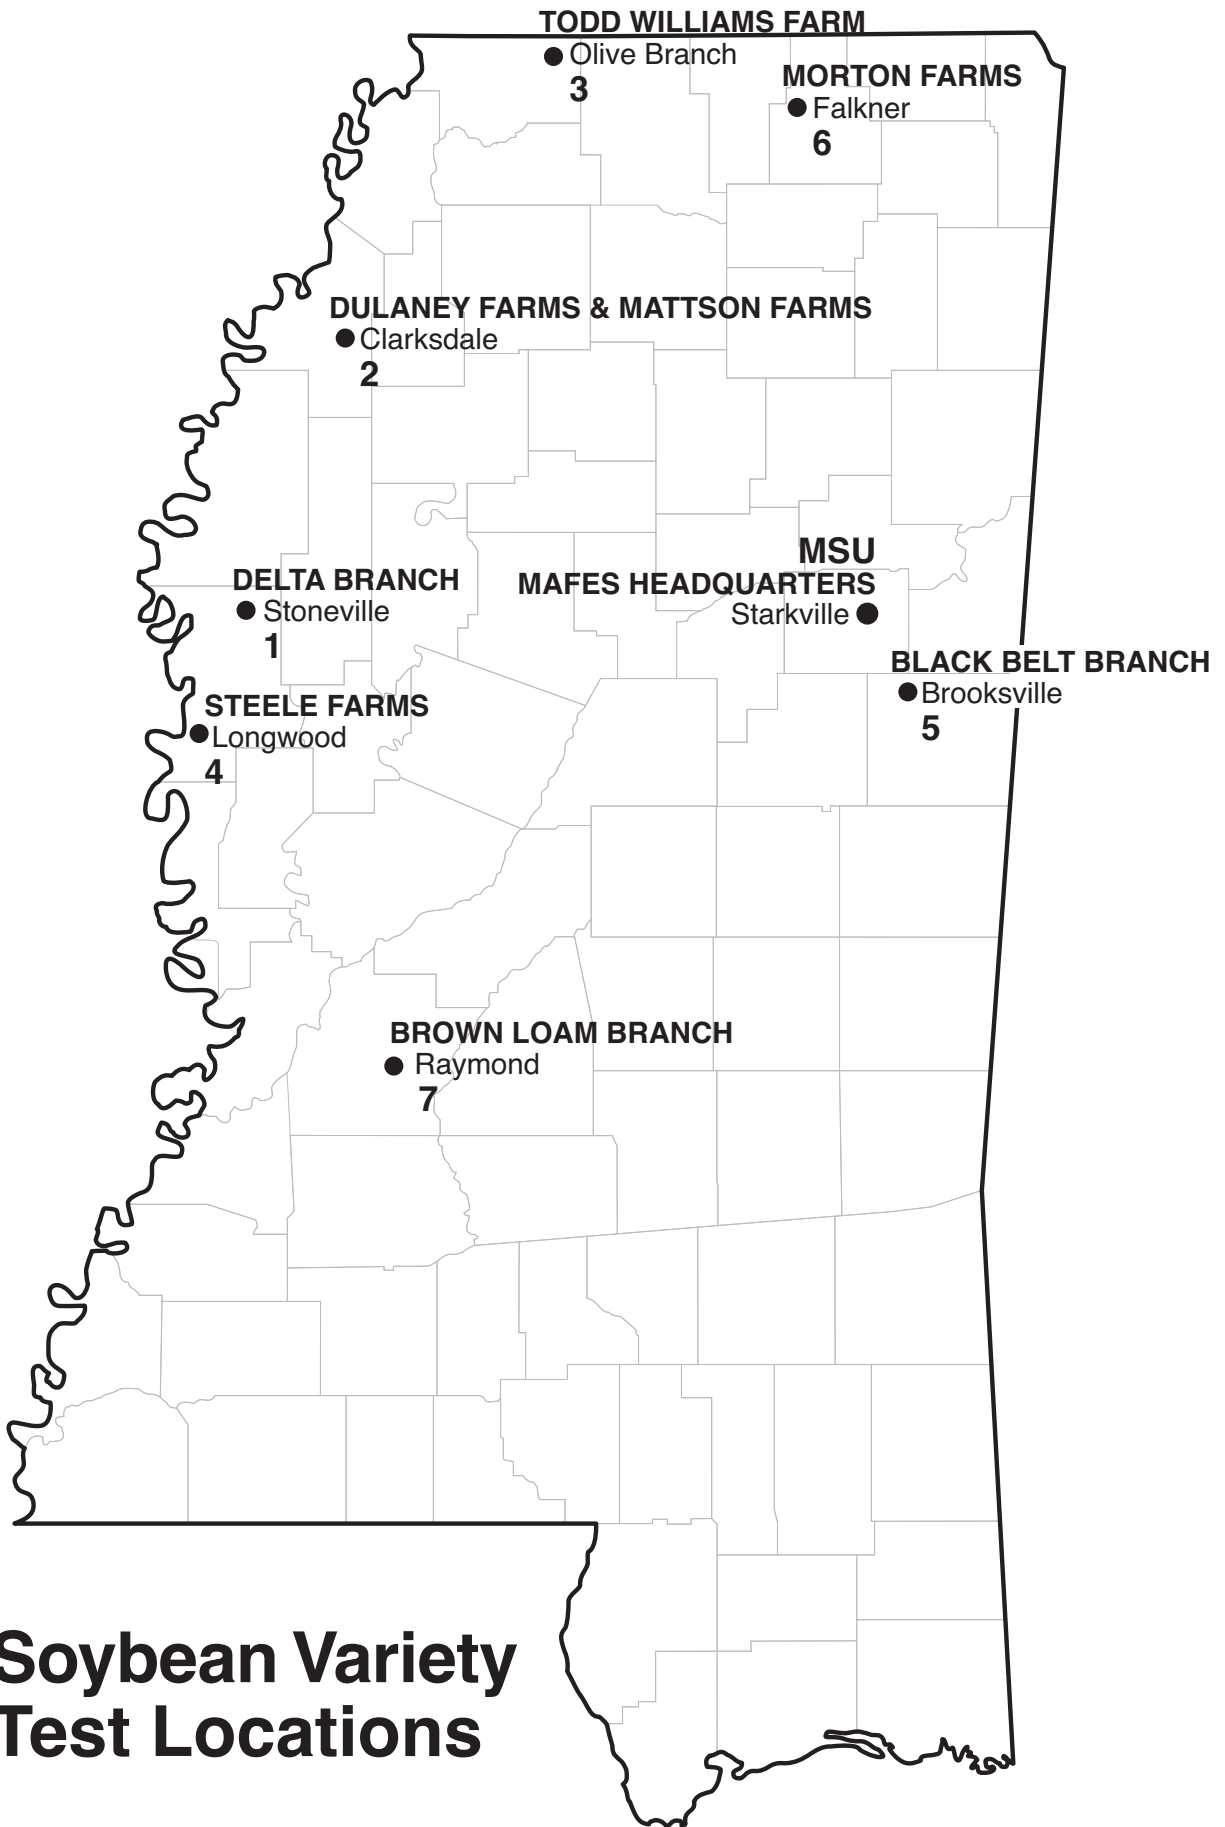 TODD WILLIAMS FARM
Olive Branch
3
MORTON FARMS
Falkner
6
DULANEY FARMS & MATTSON FARMS
Clarksdale
2
MSU
MAFES HEADQUARTERS
Starkville
DELTA BRANCH
Stoneville
1
BLACK BELT BRANCH
Brooksville
5
STEELE FARMS
Longwood
4
BROWN LOAM BRANCH
Raymond
7
Soybean Variety
Test Locations